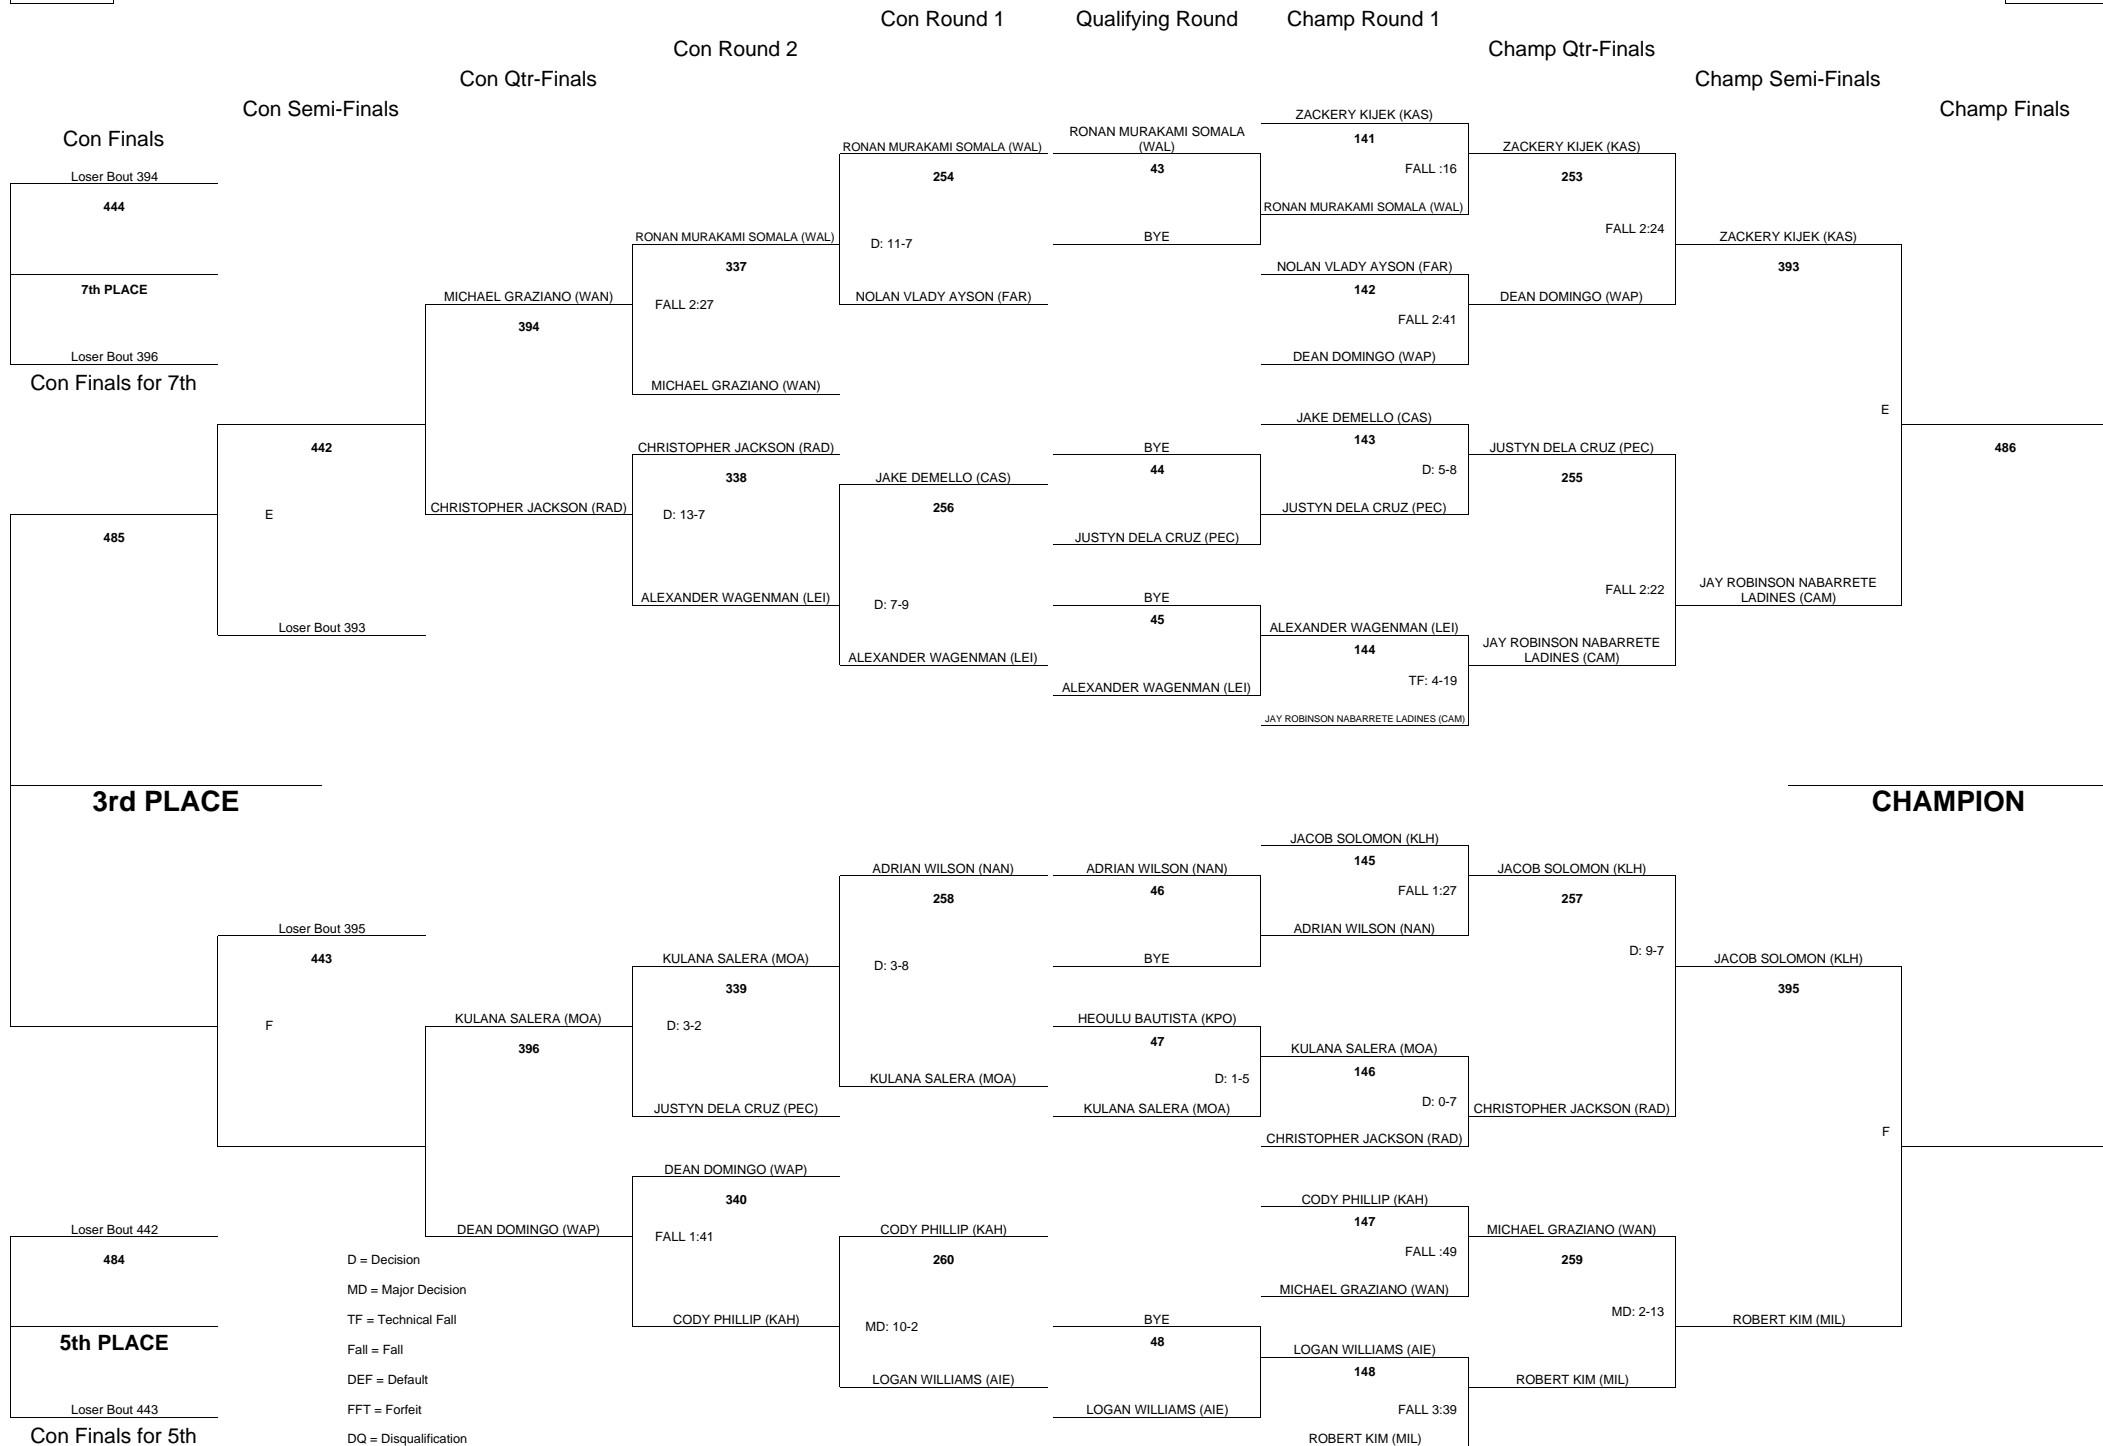 Con Round 1
Qualifying Round
Champ Round 1
Con Round 2
Champ Qtr-Finals
Con Qtr-Finals
Champ Semi-Finals
Con Semi-Finals
Champ Finals
Con Finals
Loser Bout 394
444
7th PLACE
Loser Bout 396
Con Finals for 7th
442
E
485
Loser Bout 393
3rd PLACE
Loser Bout 395
443
F
Loser Bout 442
484
5th PLACE
Loser Bout 443
Con Finals for 5th
D = Decision
MD = Major Decision
TF = Technical Fall
Fall = Fall
DEF = Default
FFT = Forfeit
DQ = Disqualification
MICHAEL GRAZIANO (WAN)
394
CHRISTOPHER JACKSON (RAD)
KULANA SALERA (MOA)
396
DEAN DOMINGO (WAP)
RONAN MURAKAMI SOMALA (WAL)
337
FALL 2:27
MICHAEL GRAZIANO (WAN)
CHRISTOPHER JACKSON (RAD)
338
D: 13-7
ALEXANDER WAGENMAN (LEI)
KULANA SALERA (MOA)
339
D: 3-2
JUSTYN DELA CRUZ (PEC)
DEAN DOMINGO (WAP)
340
FALL 1:41
CODY PHILLIP (KAH)
RONAN MURAKAMI SOMALA (WAL)
254
D: 11-7
NOLAN VLADY AYSON (FAR)
JAKE DEMELLO (CAS)
256
D: 7-9
ALEXANDER WAGENMAN (LEI)
ADRIAN WILSON (NAN)
258
D: 3-8
KULANA SALERA (MOA)
CODY PHILLIP (KAH)
260
MD: 10-2
LOGAN WILLIAMS (AIE)
RONAN MURAKAMI SOMALA
(WAL)
43
BYE
BYE
44
JUSTYN DELA CRUZ (PEC)
BYE
45
ALEXANDER WAGENMAN (LEI)
ADRIAN WILSON (NAN)
46
BYE
HEOULU BAUTISTA (KPO)
47
D: 1-5
KULANA SALERA (MOA)
BYE
48
LOGAN WILLIAMS (AIE)
ZACKERY KIJEK (KAS)
141
FALL :16
RONAN MURAKAMI SOMALA (WAL)
NOLAN VLADY AYSON (FAR)
142
FALL 2:41
DEAN DOMINGO (WAP)
JAKE DEMELLO (CAS)
143
D: 5-8
JUSTYN DELA CRUZ (PEC)
ALEXANDER WAGENMAN (LEI)
144
TF: 4-19
JAY ROBINSON NABARRETE LADINES (CAM)
JACOB SOLOMON (KLH)
145
FALL 1:27
ADRIAN WILSON (NAN)
KULANA SALERA (MOA)
146
D: 0-7
CHRISTOPHER JACKSON (RAD)
CODY PHILLIP (KAH)
147
FALL :49
MICHAEL GRAZIANO (WAN)
LOGAN WILLIAMS (AIE)
148
FALL 3:39
ROBERT KIM (MIL)
ZACKERY KIJEK (KAS)
253
FALL 2:24
DEAN DOMINGO (WAP)
JUSTYN DELA CRUZ (PEC)
255
FALL 2:22
JAY ROBINSON NABARRETE
LADINES (CAM)
JACOB SOLOMON (KLH)
257
D: 9-7
CHRISTOPHER JACKSON (RAD)
MICHAEL GRAZIANO (WAN)
259
MD: 2-13
ROBERT KIM (MIL)
ZACKERY KIJEK (KAS)
393
E
JAY ROBINSON NABARRETE
LADINES (CAM)
JACOB SOLOMON (KLH)
395
F
ROBERT KIM (MIL)
486
CHAMPION